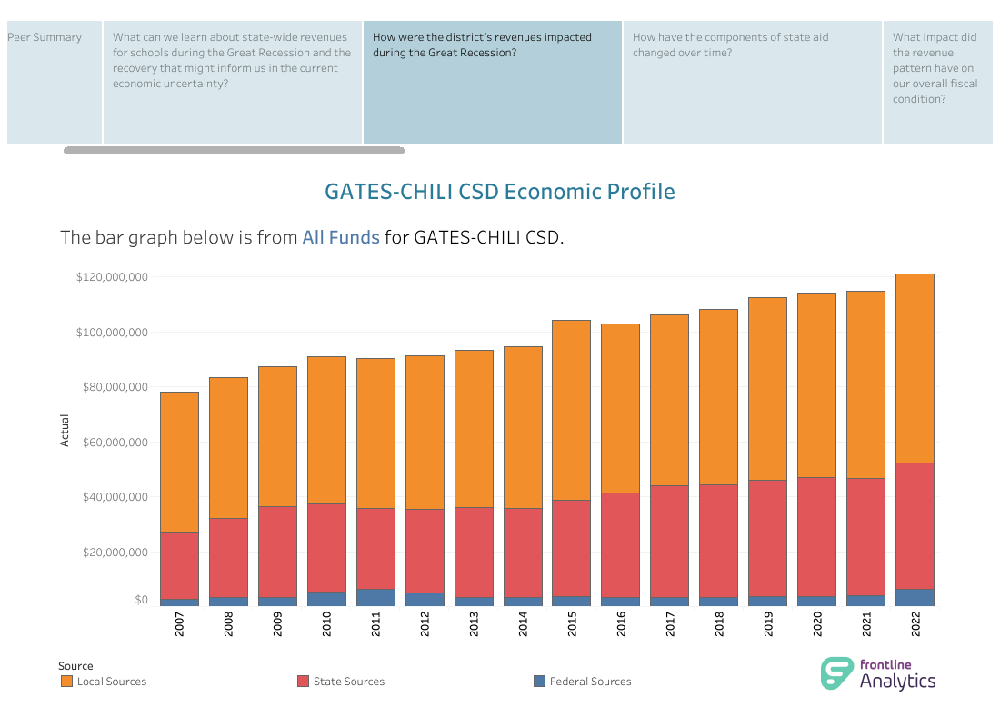 Peer Summary
What can we learn about state-wide revenues
for schools during the Great Recession and the
recovery that might inform us in the current
economic uncertainty?
How were the district's revenues impacted
during the Great Recession?
How have the components of state aid
changed over time?
What impact did
the revenue
pattern have on
our overall fiscal
condition?
GATES-CHILI CSD Economic Profile
The bar graph below is from All Funds for GATES-CHILI CSD.
$120,000,000
$100,000,000
$80,000,000
$60,000,000
$40,000,000
$20,000,000
$0
Actual
2007 2008 2009 2010 2011 2012 2013 2014 2015 2016 2017 2018 2019 2020 2021 2022
Source
Local Sources State Sources Federal Sources
frontline
Analytics